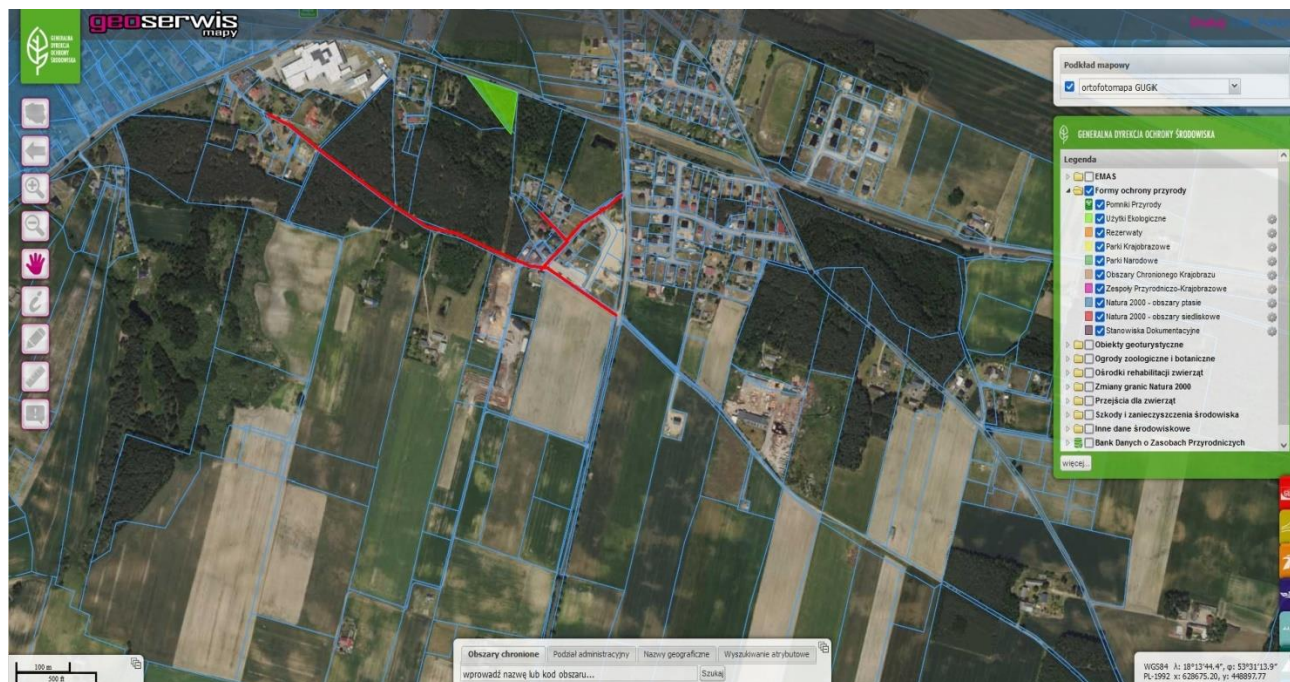 GENERALNA
DYREKCJA
OCHRONY
ŚRODOWISKA
geoserwis
mapy
Podkład mapowy
ortofotomapa GUGiK
GENERALNA DYREKCJA OCHRONY ŚRODOWISKA
Legenda
EMAS
Formy ochrony przyrody
Pomniki Przyrody
Użytki Ekologiczne
Rezerwaty
Parki Krajobrazowe
Parki Narodowe
Obszary Chronionego Krajobrazu
Zespoły Przyrodniczo-Krajobrazowe
Natura 2000 - obszary ptasie
Natura 2000 - obszary siedliskowe
Stanowiska Dokumentacyjne
Obiekty geoturystyczne
Ogrody zoologiczne i botaniczne
Ośrodki rehabilitacji zwierząt
Zmiany granic Natura 2000
Przejścia dla zwierząt
Szkody i zanieczyszczenia środowiska
Inne dane środowiskowe
Bank Danych o Zasobach Przyrodniczych
więcej...
Obszary chronione Podział administracyjny Nazwy geograficzne Wyszukiwanie atrybutowe
wprowadź nazwę lub kod obszaru... Szukaj
100 m
500 ft
WGS84 λ: 18°13'44.4", φ: 53°31'13.9"
PL-1992 x: 628675.20, y: 448897.77